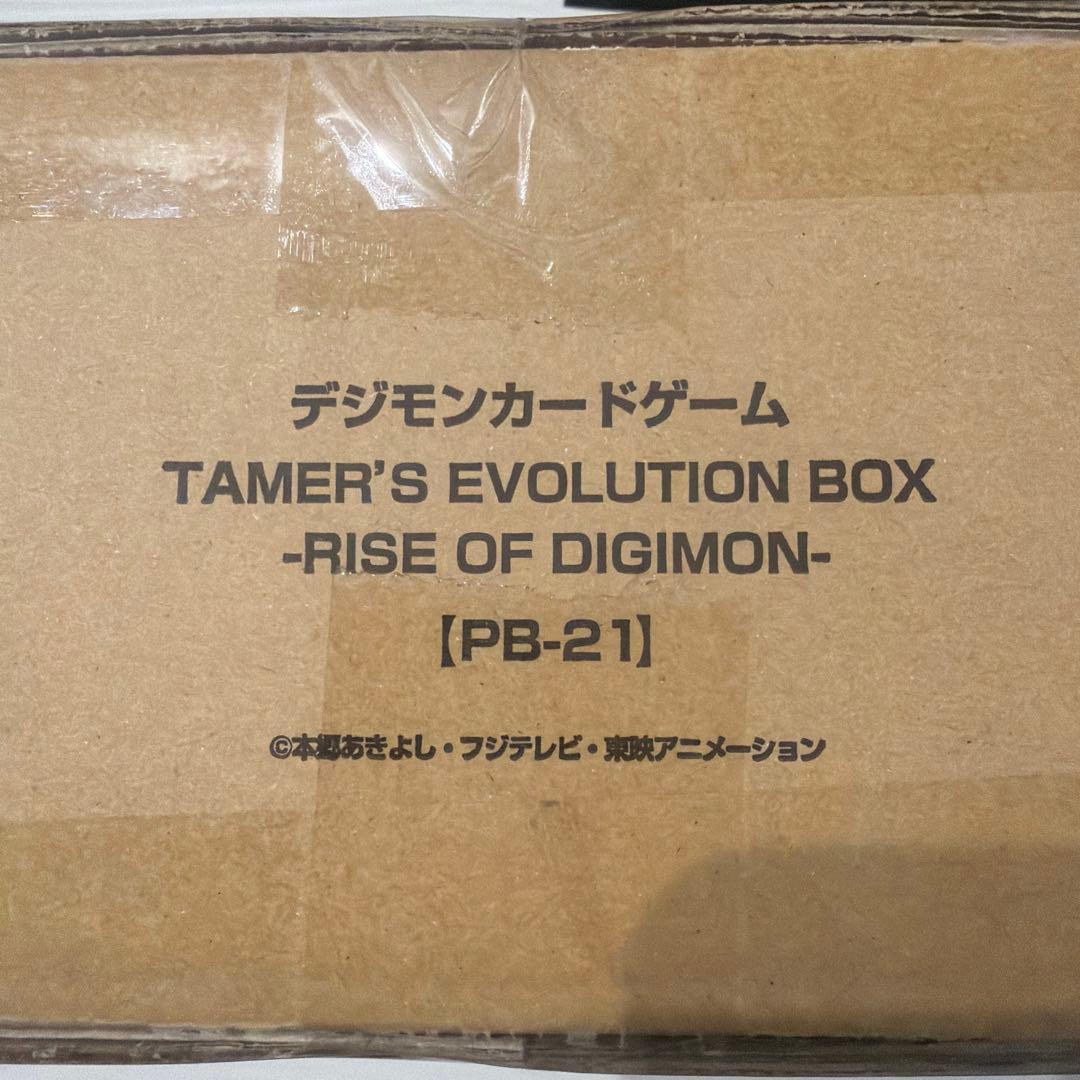 デジモンカードゲーム
TAMER'S EVOLUTION BOX
-RISE OF DIGIMON-
【PB-21】
©本郷あきよし・フジテレビ・東映アニメーション